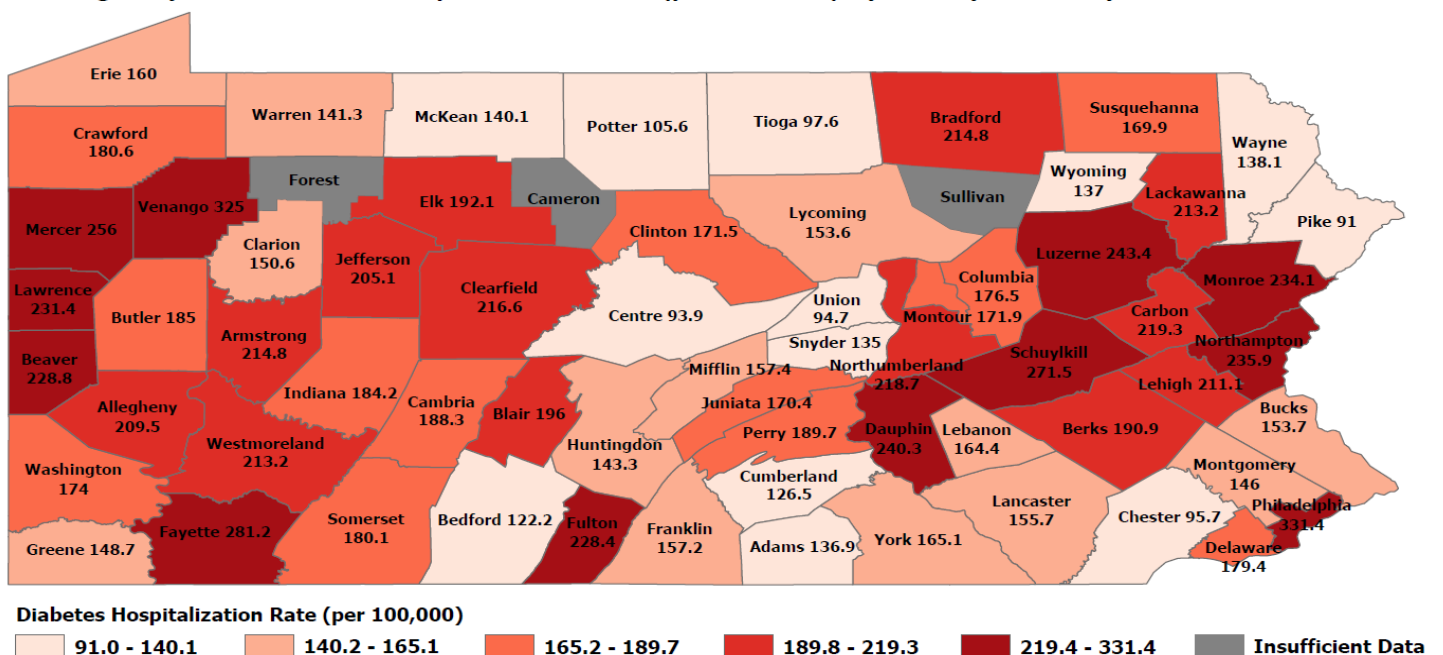 Erie 160
Warren 141.3
McKean 140.1
Potter 105.6
Tioga 97.6
Bradford
214.8
Susquehanna
169.9
Wayne
138.1
Crawford
180.6
Wyoming
137
Forest
Elk 192.1
Cameron
Sullivan
Lackawanna
213.2
Pike 91
Venango 325
Mercer 256
Clarion
150.6
Clinton 171.5
Lycoming
153.6
Luzerne 243.4
Columbia
176.5
Jefferson
205.1
Monroe 234.1
Lawrence
231.4
Clearfield
216.6
Butler 185
Centre 93.9
Union
94.7
Montour 171.9
Carbon
219.3
Armstrong
214.8
Snyder 135
Northampton
235.9
Beaver
228.8
Mifflin 157.4
Northumberland
218.7
Schuylkill
271.5
Lehigh 211.1
Indiana 184.2
Cambria
188.3
Blair 196
Juniata 170.4
Allegheny
209.5
Bucks
153.7
Perry 189.7
Dauphin
240.3
Lebanon
164.4
Berks 190.9
Westmoreland
213.2
Huntingdon
143.3
Washington
174
Cumberland
126.5
Montgomery
146
Lancaster
155.7
Philadelphia
331.4
Chester 95.7
Fayette 281.2
Somerset
180.1
Bedford 122.2
Fulton
228.4
Franklin
157.2
Adams 136.9
York 165.1
Greene 148.7
Delaware
179.4
Diabetes Hospitalization Rate (per 100,000)
91.0 - 140.1
140.2 - 165.1
165.2 - 189.7
189.8 - 219.3
219.4 - 331.4
Insufficient Data